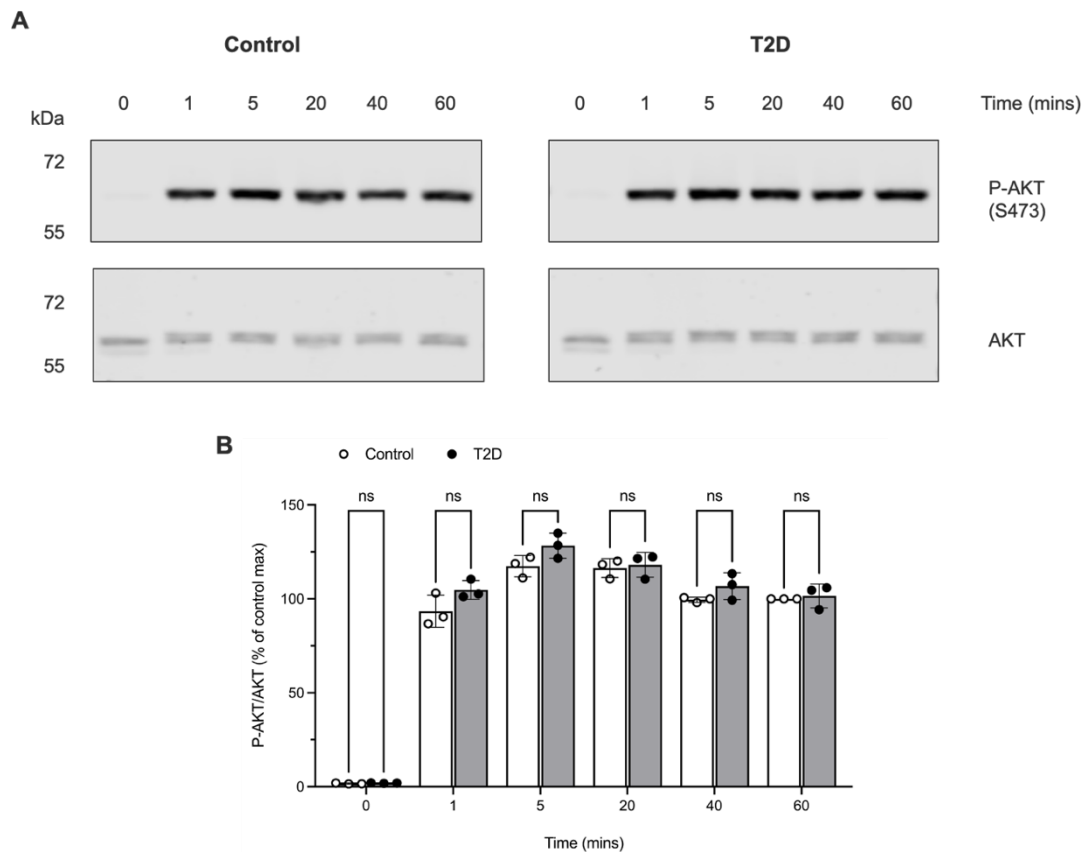 A
Control T2D
0 1 5 20 40 60 0 1 5 20 40 60 Time (mins)
kDa
72
P-AKT
(S473)
55
72
AKT
55
B
Control T2D
ns ns ns ns ns ns
150
100
50
0
P-AKT/AKT (% of control max)
0 1 5 20 40 60
Time (mins)